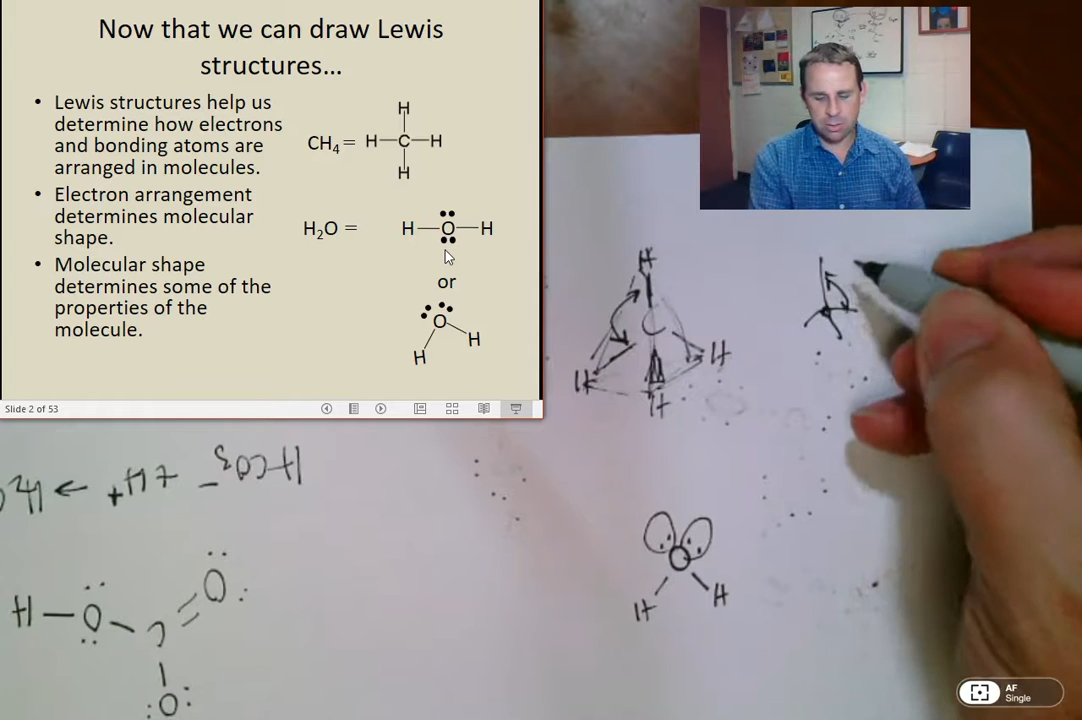 Now that we can draw Lewis
structures…
• Lewis structures help us
determine how electrons
and bonding atoms are
arranged in molecules.
• Electron arrangement
determines molecular
shape.
• Molecular shape
determines some of the
properties of the
molecule.
H
CH₄= H—C—H
H
H₂O = H—O—H
or
O
H H
Slide 2 of 53
H
C
H H
H
O
H H
HCO₃⁻ + H⁺ →
H—O
C
O
O
AF
Single